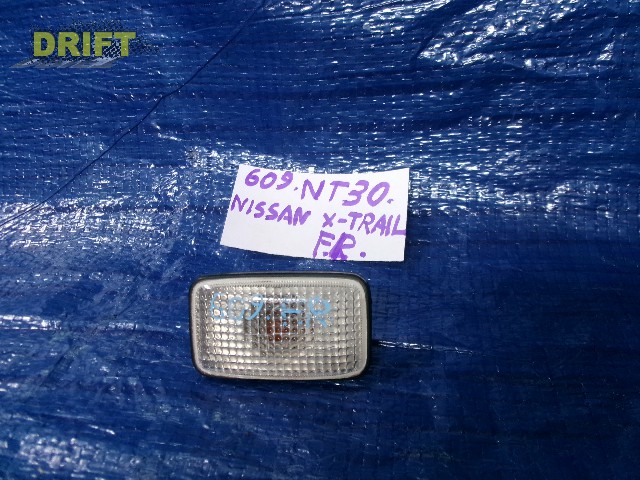 DRIFT
609.NT30.
NISSAN X-TRAIL
F.R.